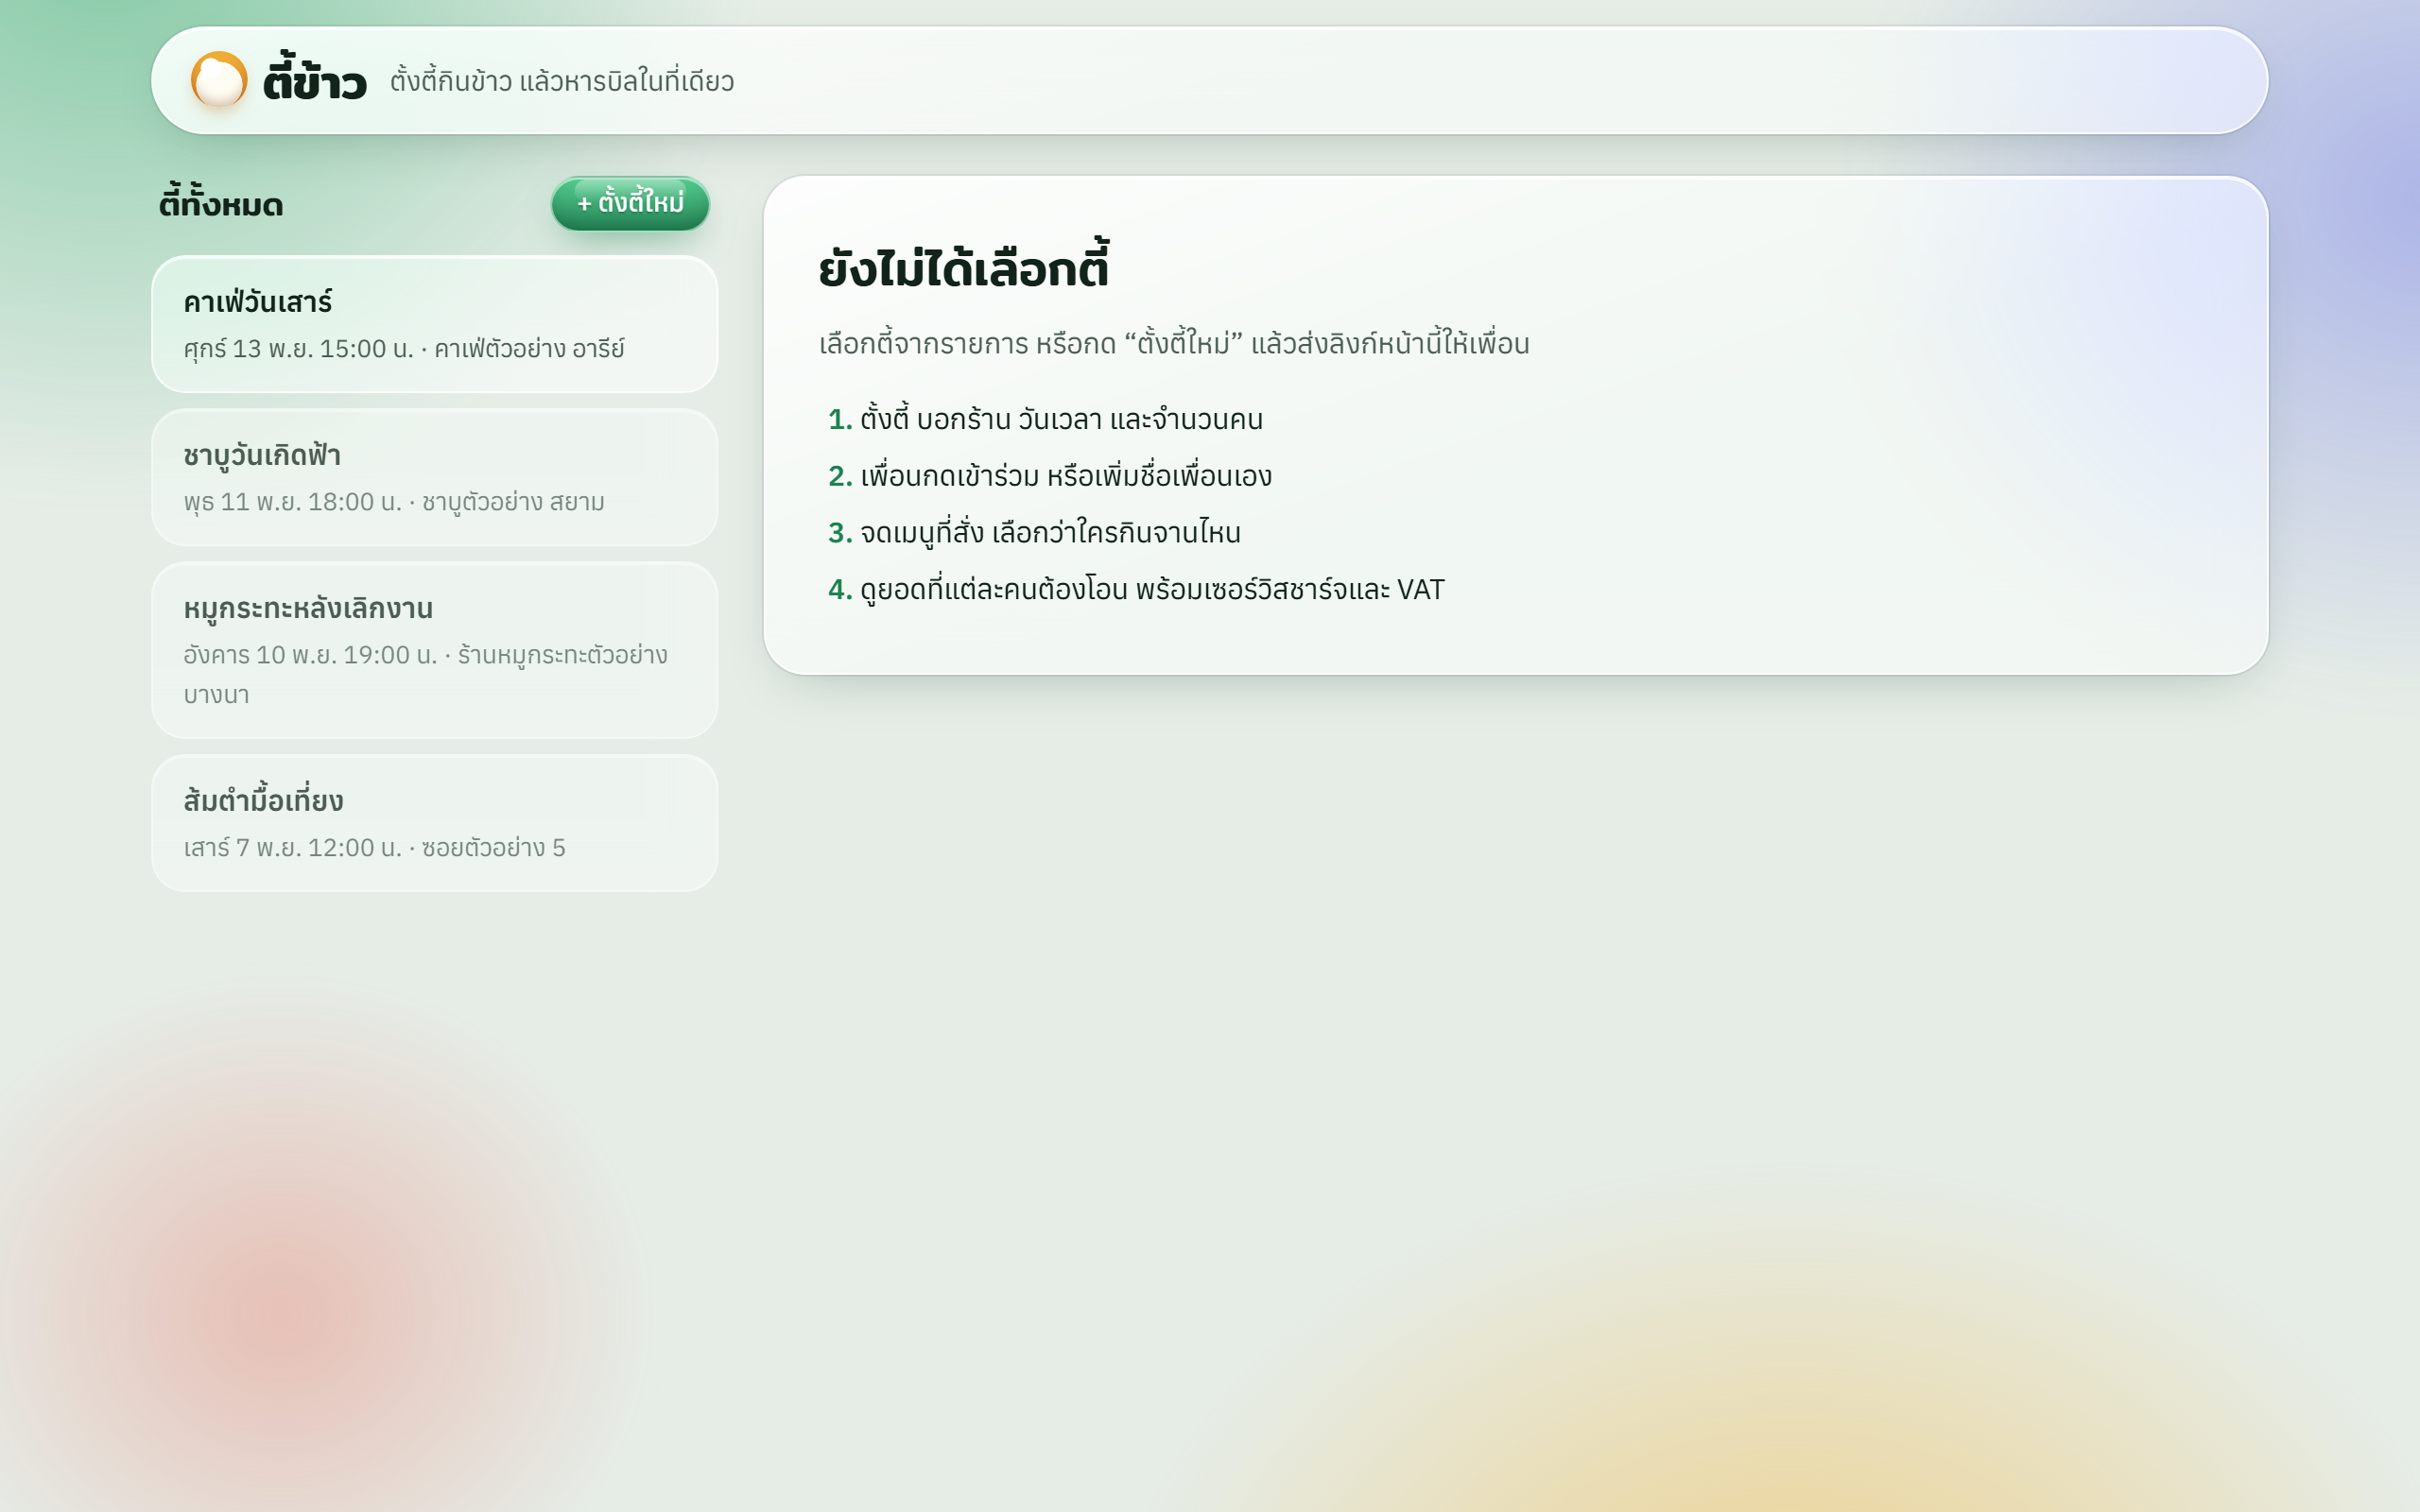 ตี้ข้าว
ตั้งตี้กินข้าว แล้วหารบิลในที่เดียว
ตี้ทั้งหมด
+ ตั้งตี้ใหม่
คาเฟ่วันเสาร์
ศุกร์ 13 พ.ย. 15:00 น. · คาเฟ่ตัวอย่าง อารีย์
ชาบูวันเกิดฟ้า
พุธ 11 พ.ย. 18:00 น. · ชาบูตัวอย่าง สยาม
หมูกระทะหลังเลิกงาน
อังคาร 10 พ.ย. 19:00 น. · ร้านหมูกระทะตัวอย่าง
บางนา
ส้มตำมื้อเที่ยง
เสาร์ 7 พ.ย. 12:00 น. · ซอยตัวอย่าง 5
ยังไม่ได้เลือกตี้
เลือกตี้จากรายการ หรือกด “ตั้งตี้ใหม่” แล้วส่งลิงก์หน้านี้ให้เพื่อน
1. ตั้งตี้ บอกร้าน วันเวลา และจำนวนคน
2. เพื่อนกดเข้าร่วม หรือเพิ่มชื่อเพื่อนเอง
3. จดเมนูที่สั่ง เลือกว่าใครกินจานไหน
4. ดูยอดที่แต่ละคนต้องโอน พร้อมเซอร์วิสชาร์จและ VAT